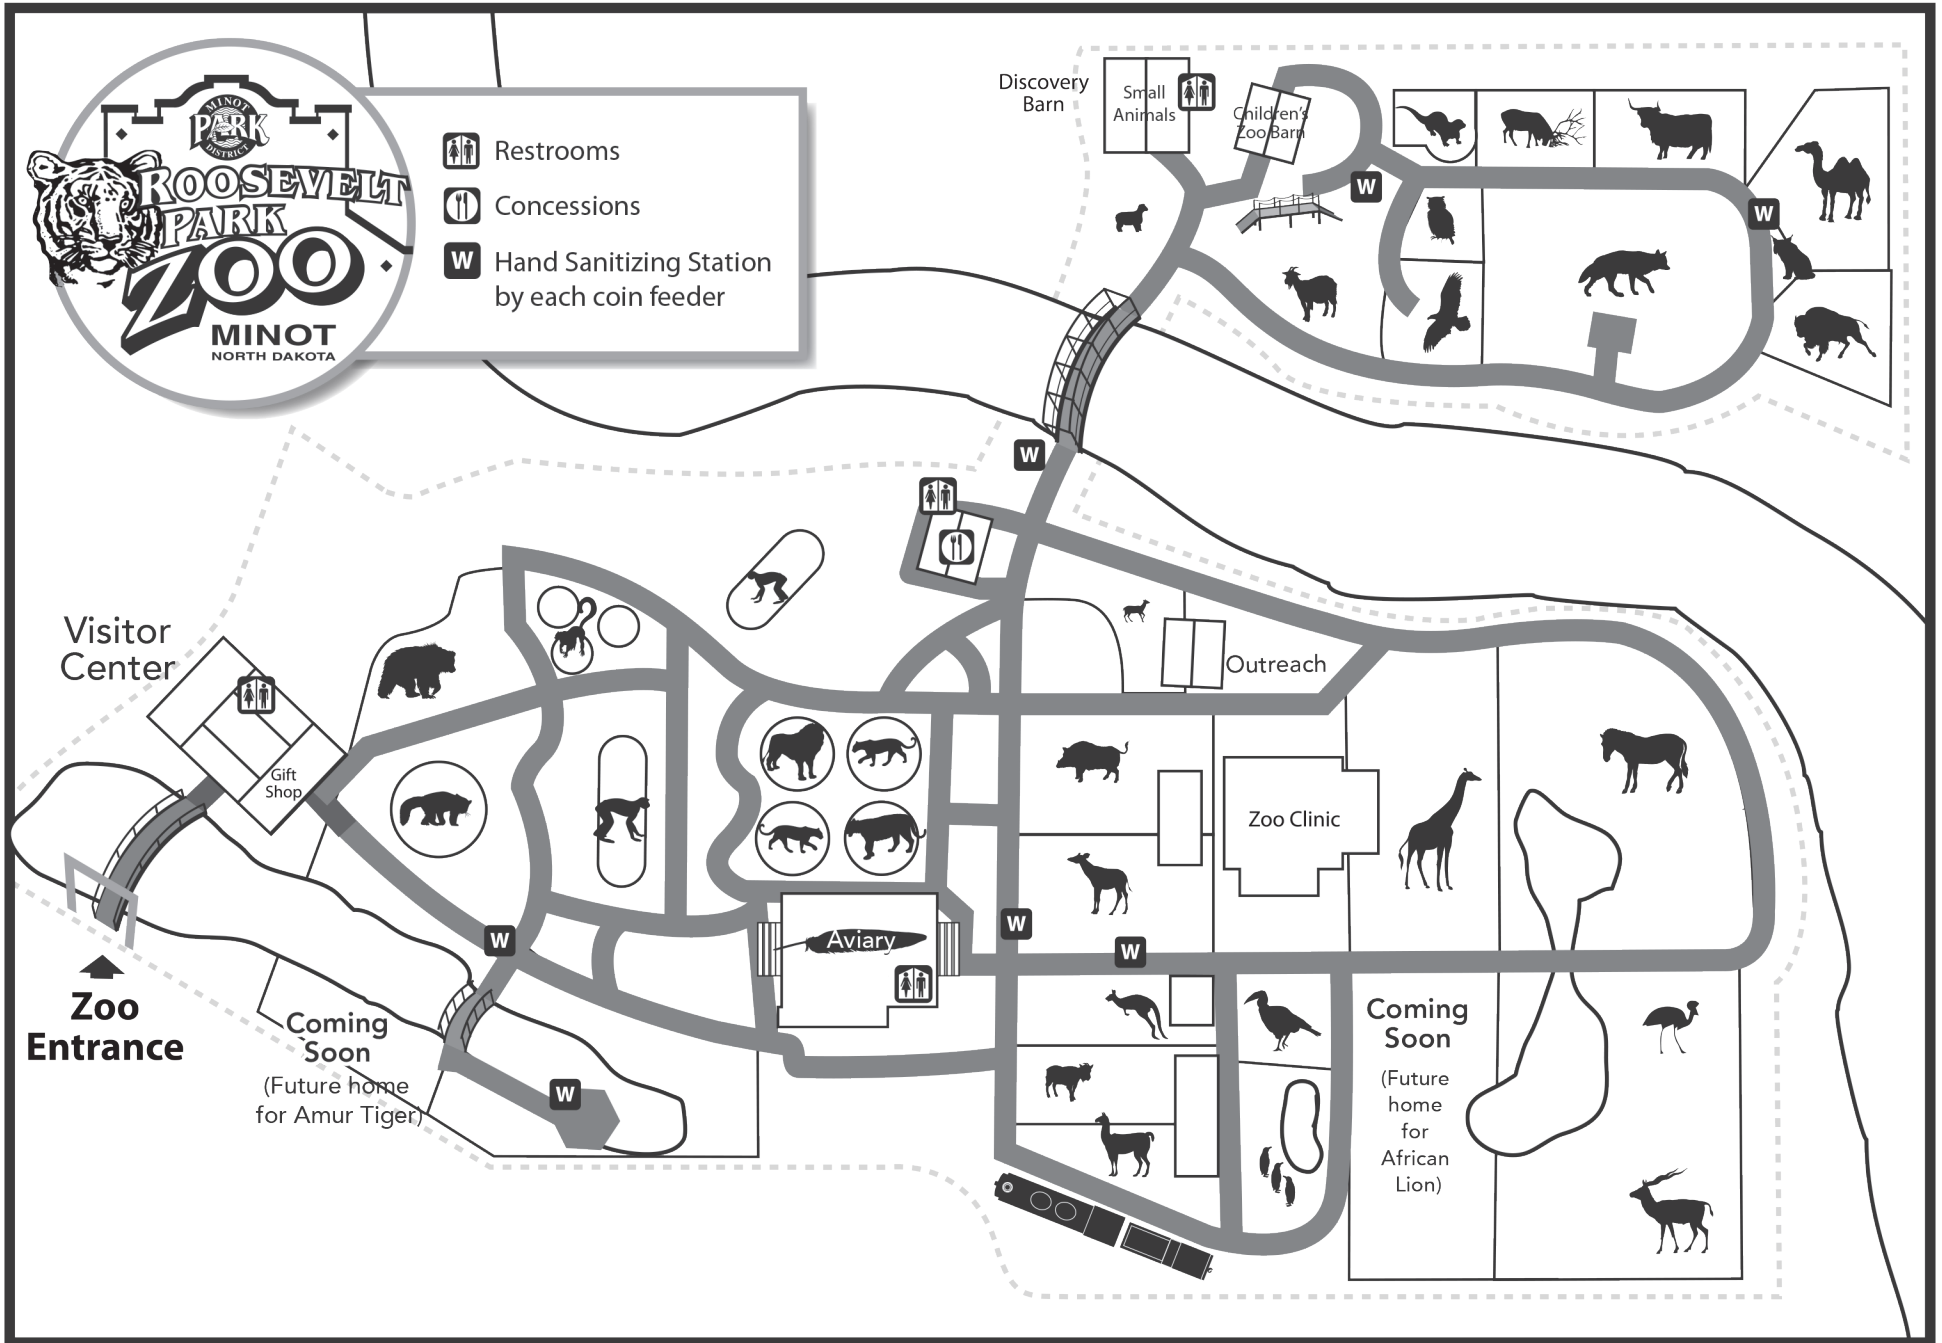 MINOT
PARK
DISTRICT
ROOSEVELT
PARK
ZOO
MINOT
NORTH DAKOTA
Restrooms
Concessions
W
Hand Sanitizing Station
by each coin feeder
Discovery
Barn
Small
Animals
Children's
Zoo Barn
W
W
W
Visitor
Center
Gift
Shop
Outreach
Zoo Clinic
Aviary
W
W
W
Zoo
Entrance
Coming
Soon
(Future home
for Amur Tiger)
W
Coming
Soon
(Future
home
for
African
Lion)